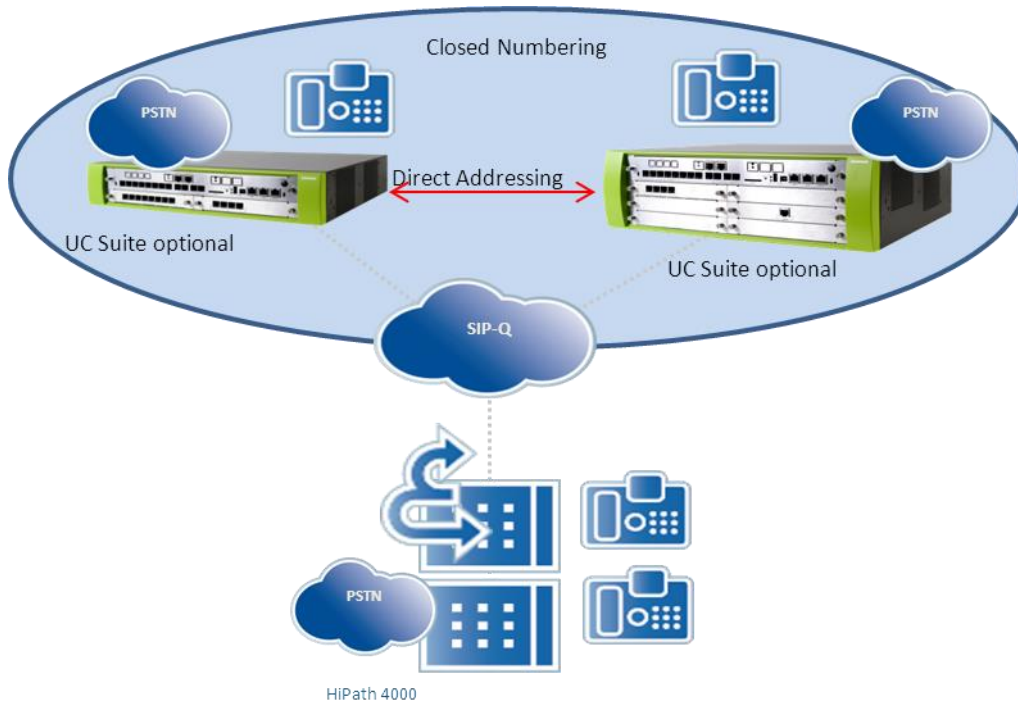 Closed Numbering
PSTN
PSTN
Direct Addressing
UC Suite optional
UC Suite optional
SIP-Q
PSTN
HiPath 4000